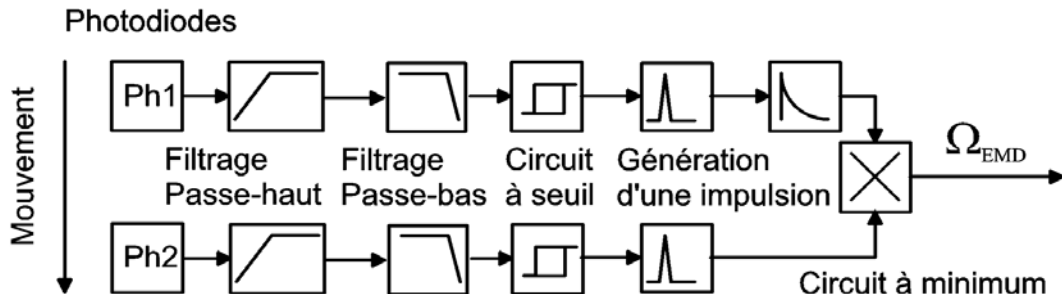 Photodiodes
Mouvement
Ph1
Filtrage
Passe-haut
Filtrage
Passe-bas
Circuit
à seuil
Génération
d'une impulsion
Ω_EMD
Ph2
Circuit à minimum